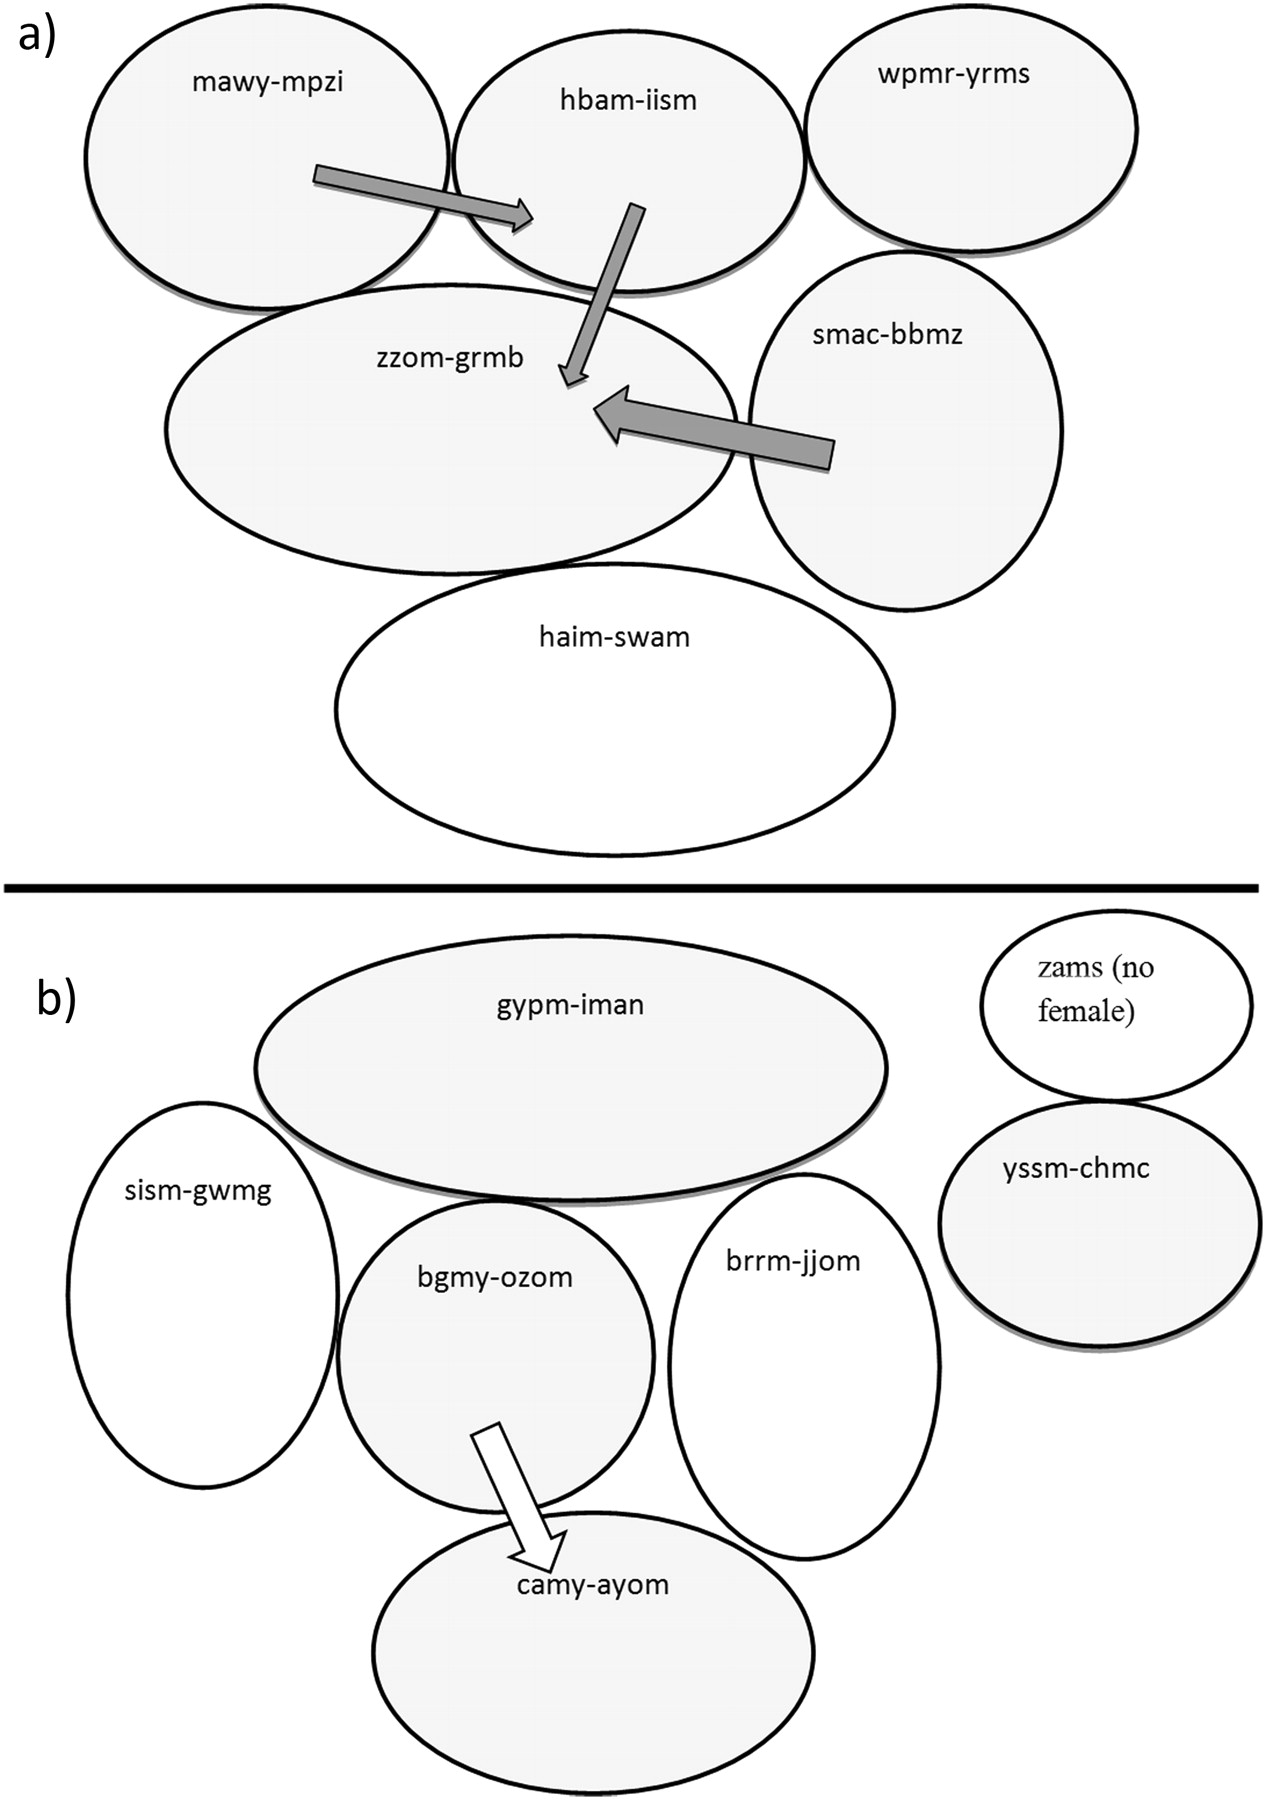 a)
mawy-mpzi
hbam-iism
wpmr-yrms
zzom-grmb
smac-bbmz
haim-swam
b)
gypm-iman
zams (no
female)
sism-gwmg
yssm-chmc
bgmy-ozom
brrm-jjom
camy-ayom